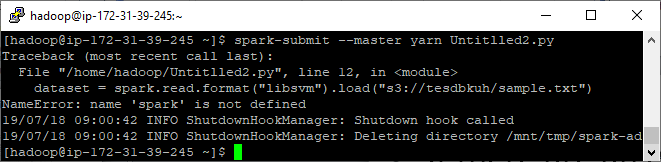 hadoop@ip-172-31-39-245:~
[hadoop@ip-172-31-39-245 ~]$ spark-submit --master yarn Untitlled2.py
Traceback (most recent call last):
  File "/home/hadoop/Untitlled2.py", line 12, in <module>
    dataset = spark.read.format("libsvm").load("s3://tesdbkuh/sample.txt")
NameError: name 'spark' is not defined
19/07/18 09:00:42 INFO ShutdownHookManager: Shutdown hook called
19/07/18 09:00:42 INFO ShutdownHookManager: Deleting directory /mnt/tmp/spark-ad
[hadoop@ip-172-31-39-245 ~]$